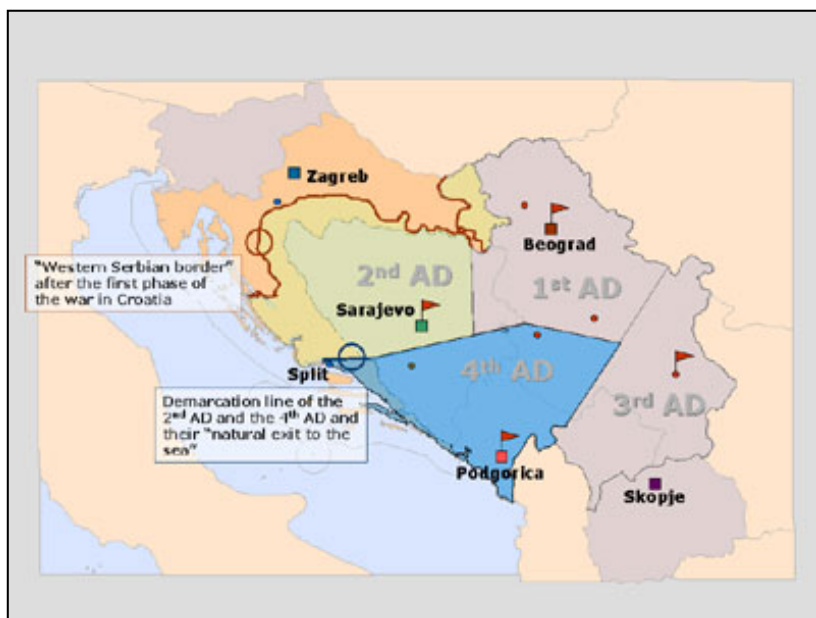 Zagreb
Beograd
2nd AD
1st AD
"Western Serbian border"
after the first phase of
the war in Croatia
Sarajevo
Split
4th AD
3rd AD
Demarcation line of the
2nd AD and the 4th AD and
their "natural exit to the
sea"
Podgorica
Skopje